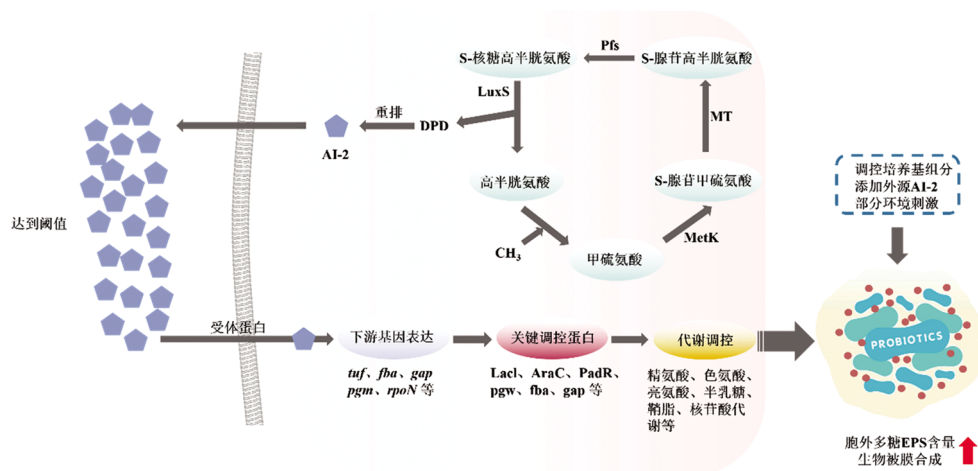 S-核糖高半胱氨酸
Pfs
S-腺苷高半胱氨酸
LuxS
重排
DPD
AI-2
MT
高半胱氨酸
S-腺苷甲硫氨酸
CH₃
甲硫氨酸
MetK
达到阈值
调控培养基组分
添加外源AI-2
部分环境刺激
受体蛋白
下游基因表达
关键调控蛋白
代谢调控
PROBIOTICS
tuf、fba、gap
pgm、rpoN 等
Lacl、AraC、PadR、
pgw、fba、gap 等
精氨酸、色氨酸、
亮氨酸、半乳糖、
鞘脂、核苷酸代
谢等
胞外多糖EPS含量
生物被膜合成